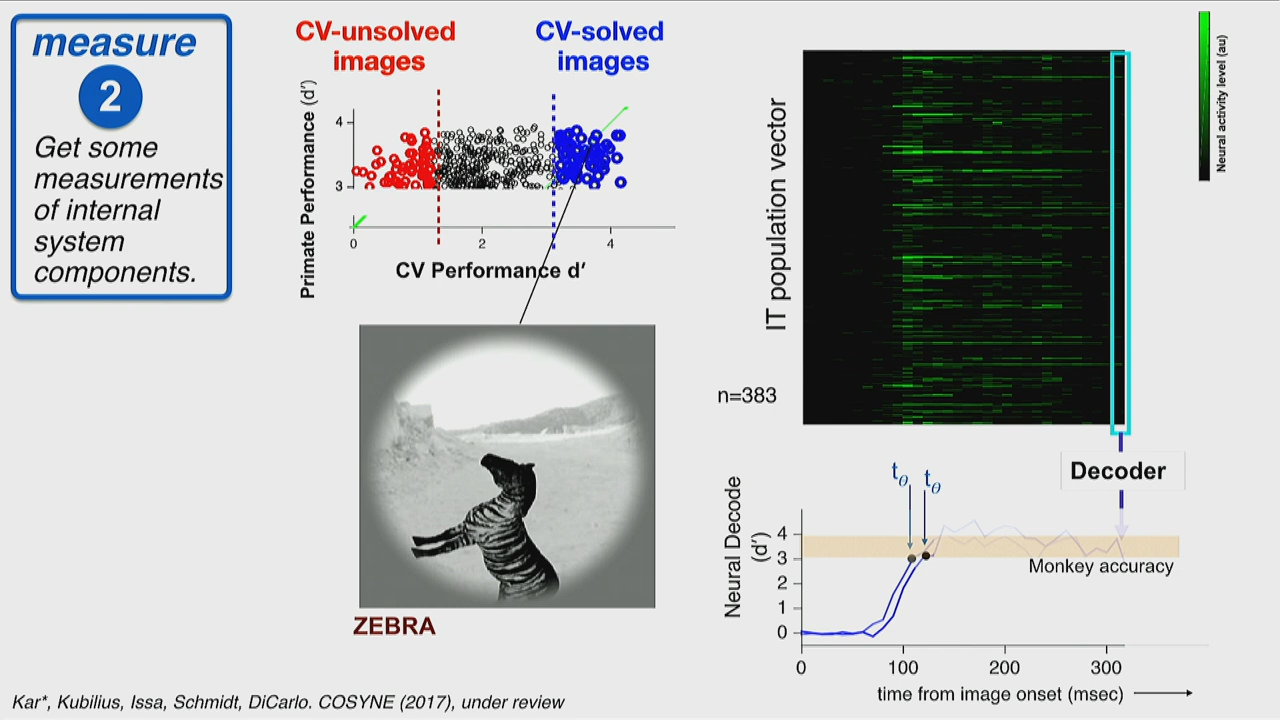 measure
2
Get some
measurements
of internal
system
components.
CV-unsolved
images
CV-solved
images
Primate Performance (d′)
4
3
0
2
4
CV Performance d′
ZEBRA
IT population vector
n=383
Neural activity level (au)
Decoder
tθ
tθ
Neural Decode
(d′)
4
3
2
1
0
Monkey accuracy
0
100
200
300
time from image onset (msec)
Kar*, Kubilius, Issa, Schmidt, DiCarlo. COSYNE (2017), under review